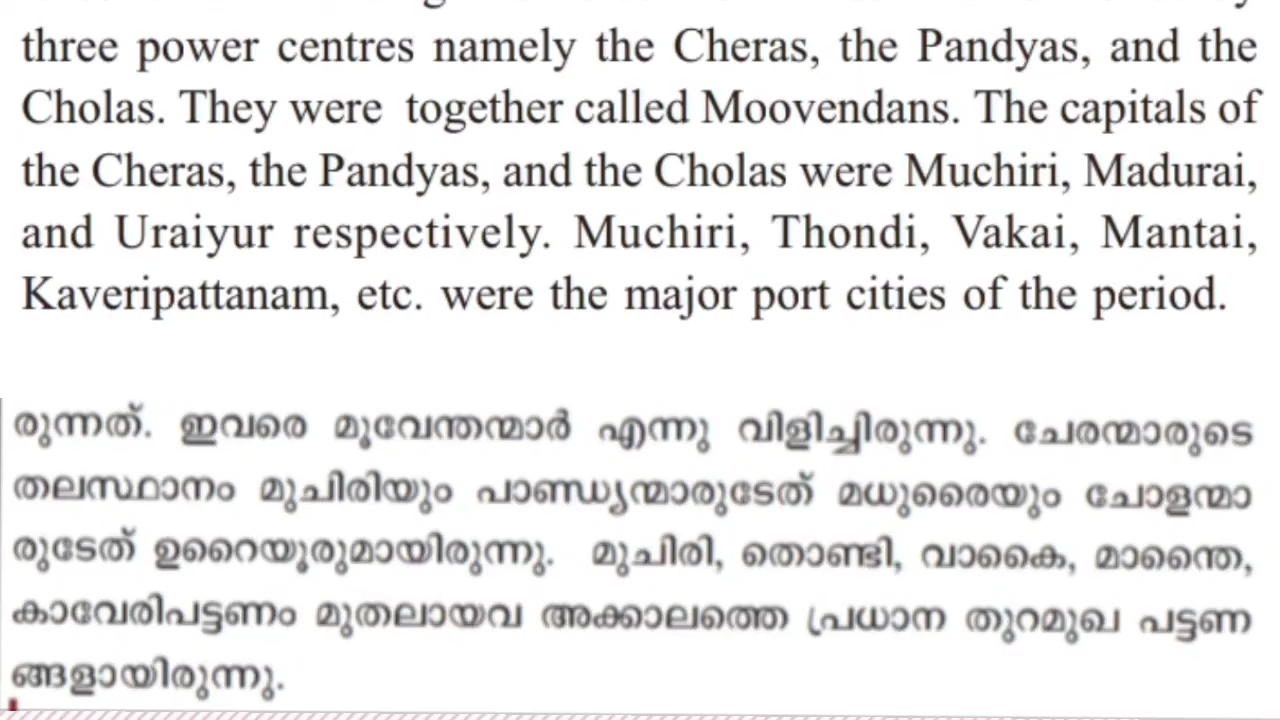 three power centres namely the Cheras, the Pandyas, and the
Cholas. They were together called Moovendans. The capitals of
the Cheras, the Pandyas, and the Cholas were Muchiri, Madurai,
and Uraiyur respectively. Muchiri, Thondi, Vakai, Mantai,
Kaveripattanam, etc. were the major port cities of the period.
രുന്നത്. ഇവരെ മൂവേന്തന്മാർ എന്നു വിളിച്ചിരുന്നു. ചേരന്മാരുടെ
തലസ്ഥാനം മുചിരിയും പാണ്ഡ്യന്മാരുടേത് മധുരൈയും ചോളന്മാ
രുടേത് ഉറൈയൂരുമായിരുന്നു. മുചിരി, തൊണ്ടി, വാകൈ, മാന്തൈ,
കാവേരിപട്ടണം മുതലായവ അക്കാലത്തെ പ്രധാന തുറമുഖ പട്ടണ
ങ്ങളായിരുന്നു.